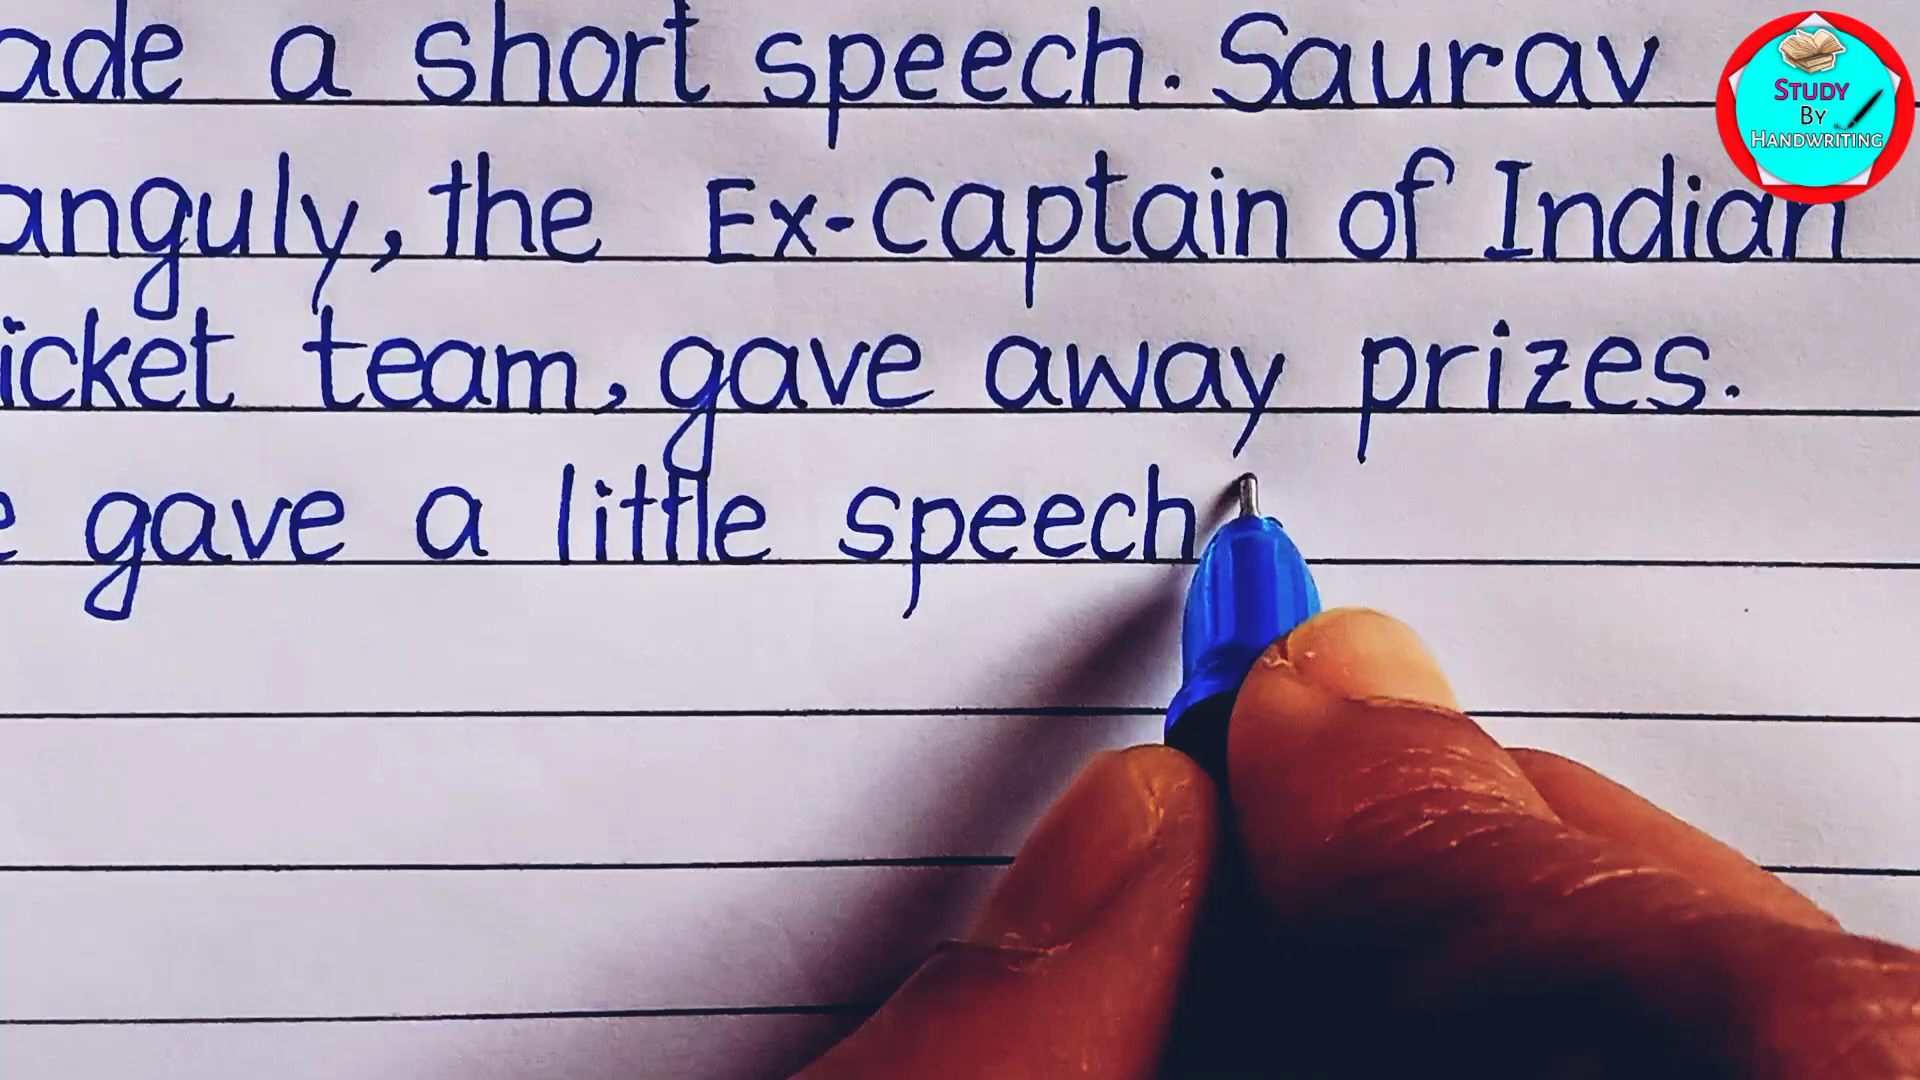 ade a short speech. Saurav
anguly, the Ex-captain of Indian
icket team, gave away prizes.
e gave a little speech
STUDY
By
HANDWRITING